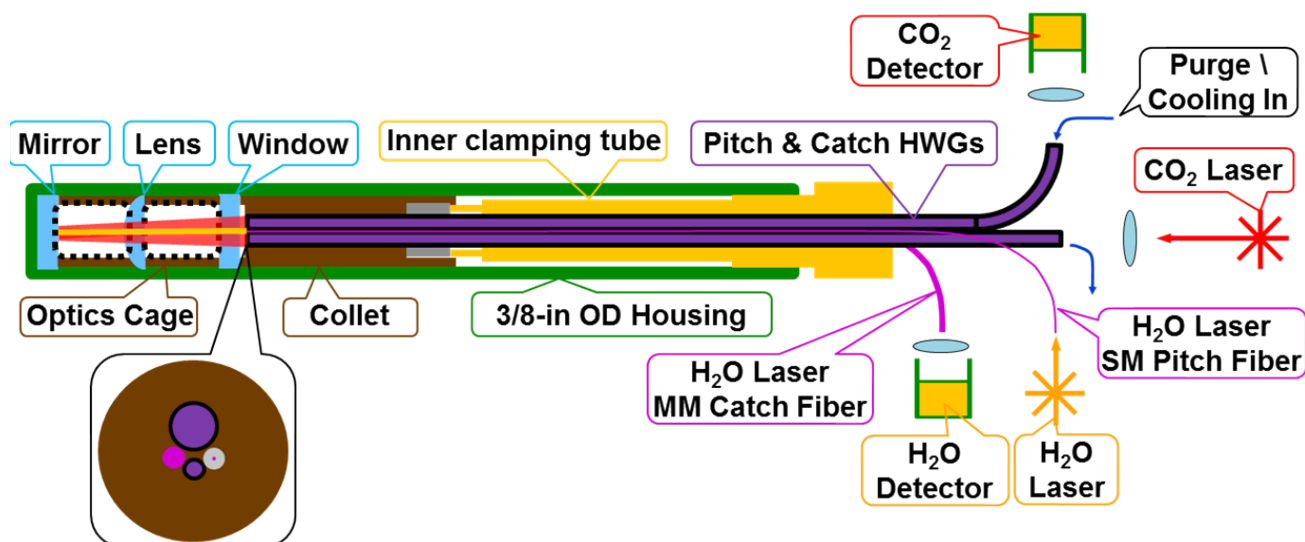 CO₂
Detector
Purge \
Cooling In
Mirror
Lens
Window
Inner clamping tube
Pitch & Catch HWGs
CO₂ Laser
Optics Cage
Collet
3/8-in OD Housing
H₂O Laser
MM Catch Fiber
H₂O Laser
SM Pitch Fiber
H₂O
Detector
H₂O
Laser